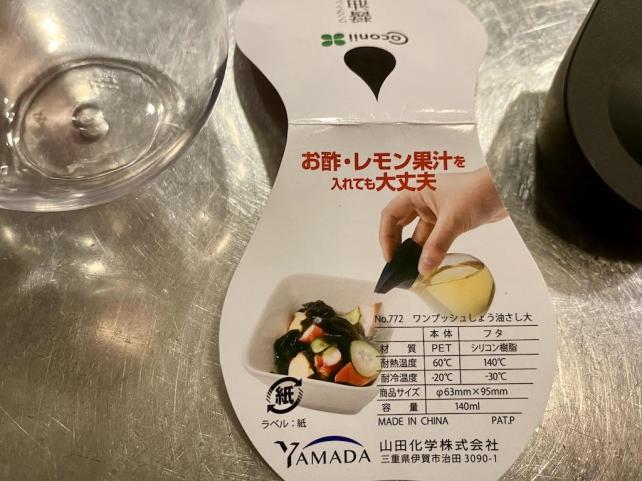 醤油
Coconii
お酢・レモン果汁を
入れても大丈夫
No.772 ワンプッシュしょう油さし大
本体 フタ
材質 PET シリコン樹脂
耐熱温度 60℃ 140℃
耐冷温度 -20℃ -30℃
商品サイズ φ63mm×95mm
容量 140ml
MADE IN CHINA PAT.P
紙
ラベル：紙
YAMADA 山田化学株式会社
三重県伊賀市治田 3090-1